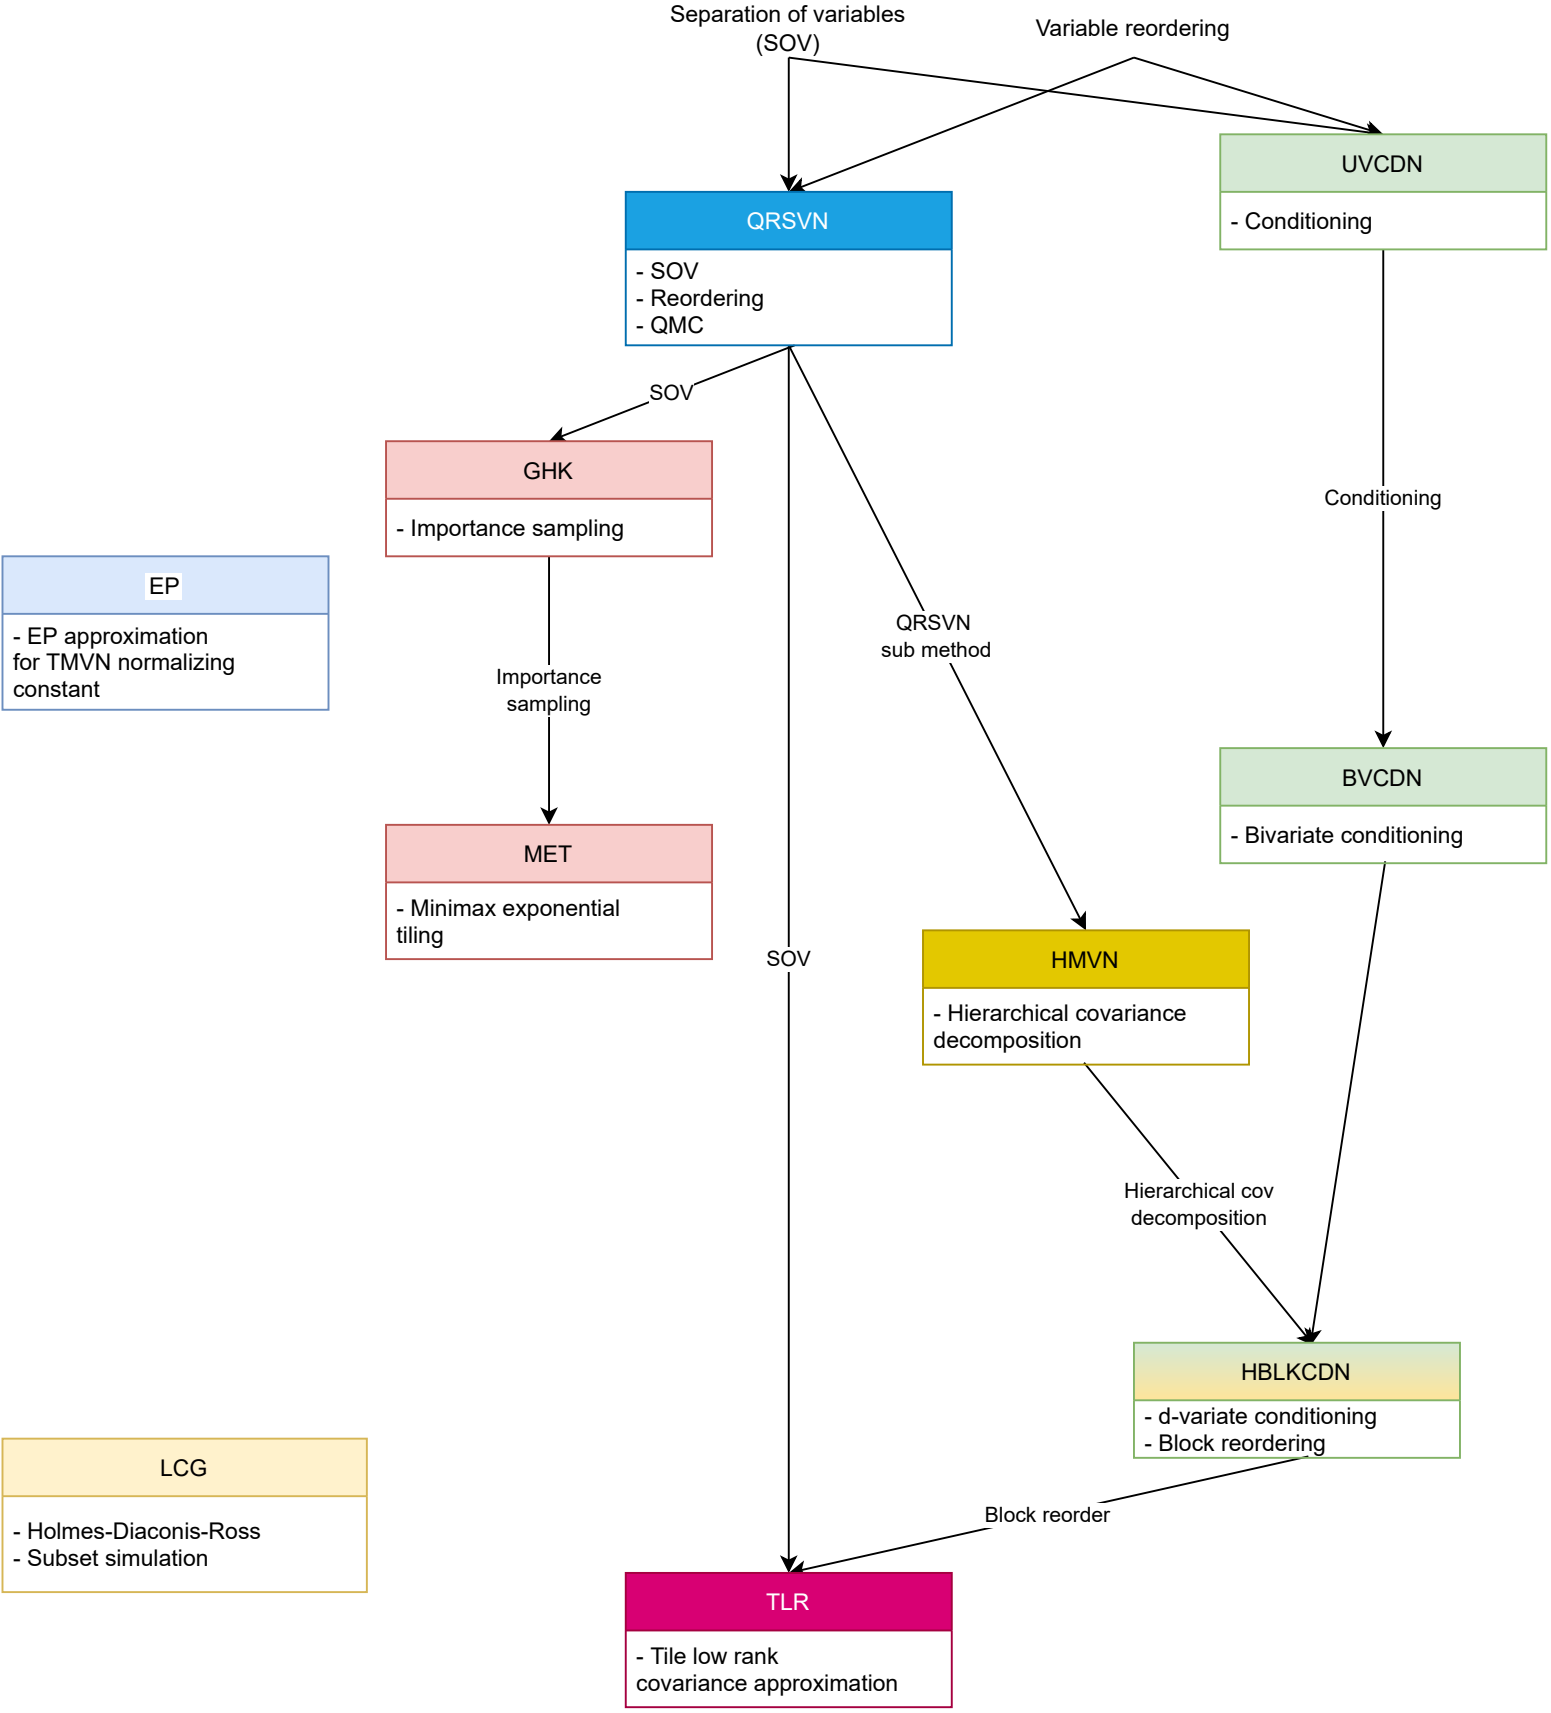 Separation of variables
(SOV)
Variable reordering
UVCDN
- Conditioning
QRSVN
- SOV
- Reordering
- QMC
SOV
GHK
- Importance sampling
Conditioning
EP
- EP approximation
for TMVN normalizing
constant
QRSVN
sub method
Importance
sampling
BVCDN
- Bivariate conditioning
MET
- Minimax exponential
tiling
SOV
HMVN
- Hierarchical covariance
decomposition
Hierarchical cov
decomposition
HBLKCDN
- d-variate conditioning
- Block reordering
LCG
- Holmes-Diaconis-Ross
- Subset simulation
Block reorder
TLR
- Tile low rank
covariance approximation